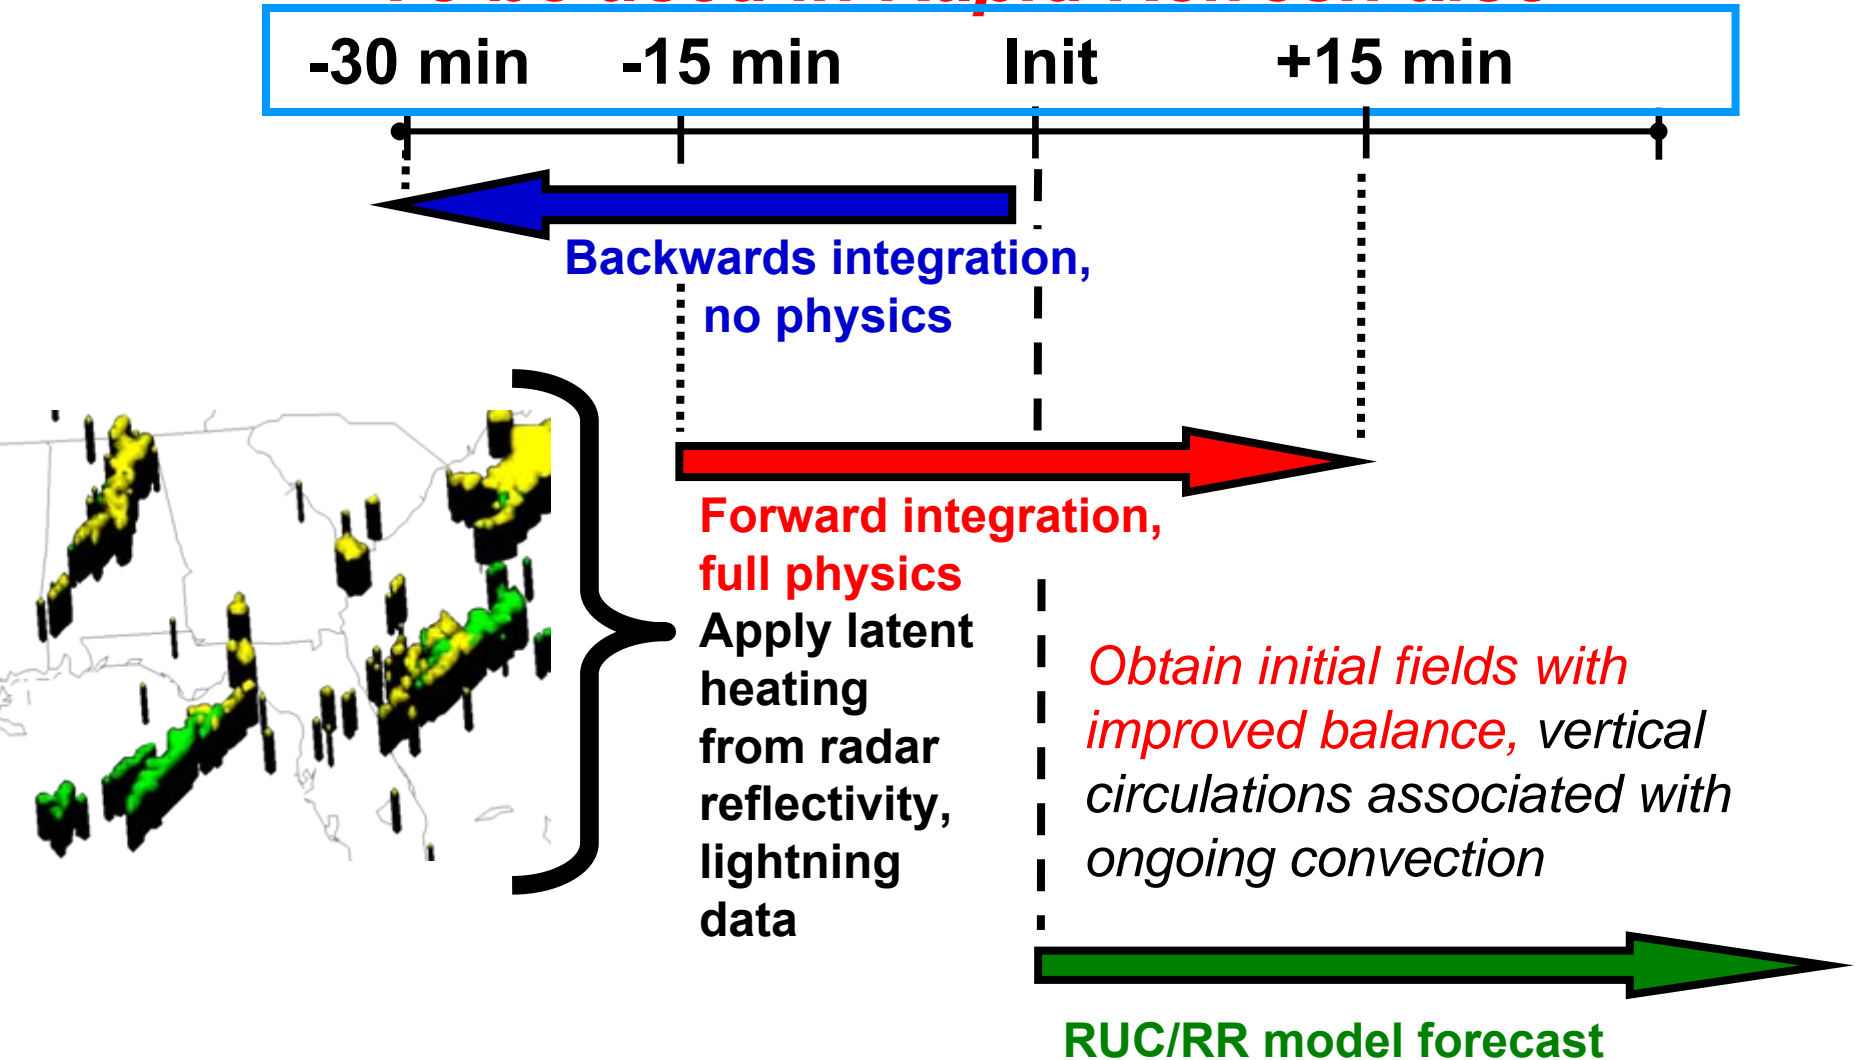 -30 min -15 min Init +15 min
Backwards integration,
no physics
Forward integration,
full physics
Apply latent
heating
from radar
reflectivity,
lightning
data
Obtain initial fields with
improved balance, vertical
circulations associated with
ongoing convection
RUC/RR model forecast